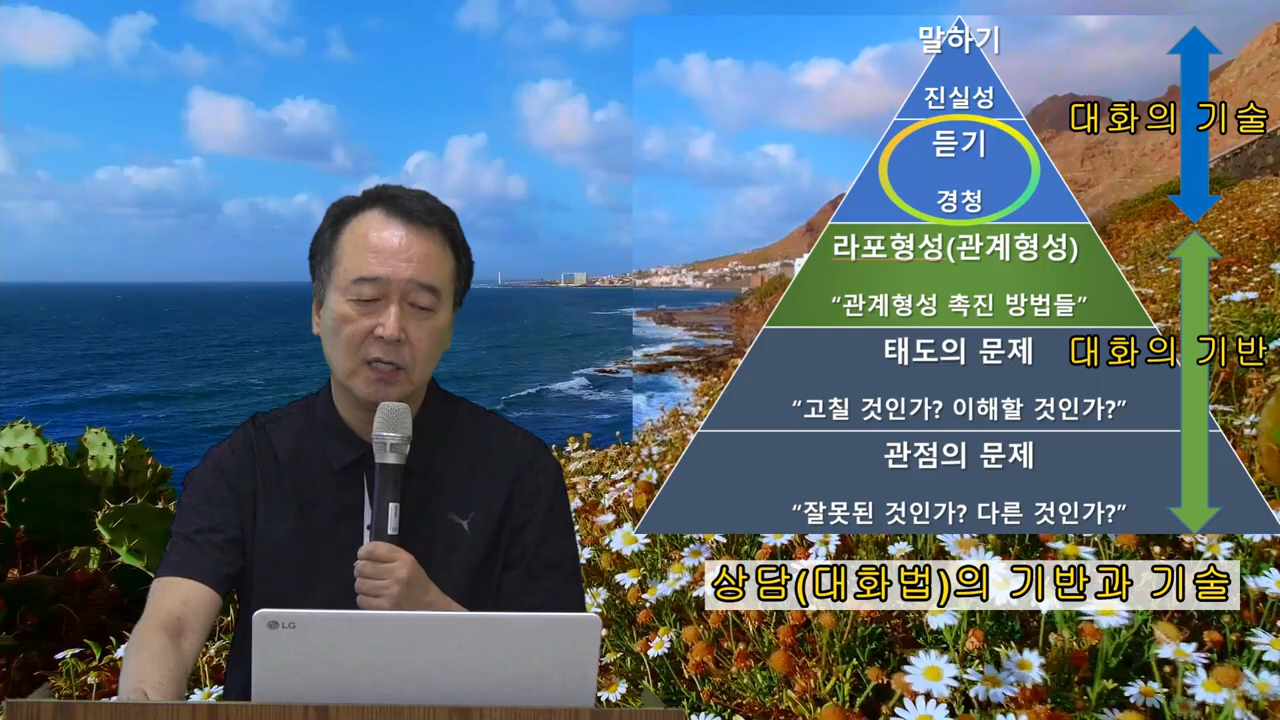 말하기
진실성
대화의 기술
듣기
경청
라포형성(관계형성)
“관계형성 촉진 방법들”
태도의 문제
대화의 기반
“고칠 것인가? 이해할 것인가?”
관점의 문제
“잘못된 것인가? 다른 것인가?”
상담(대화법)의 기반과 기술
LG